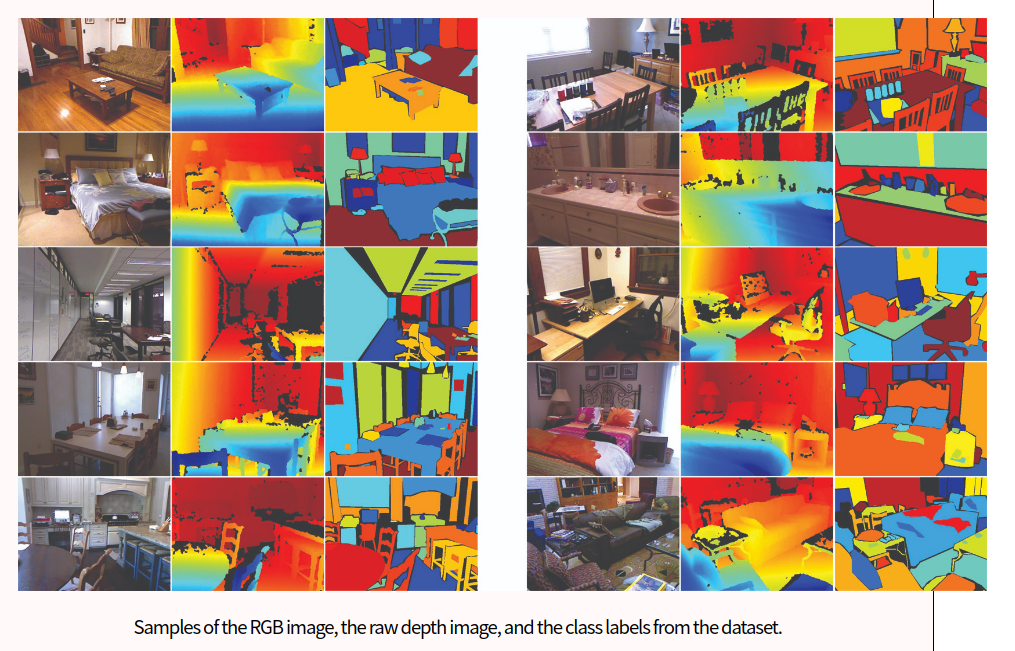 Samples of the RGB image, the raw depth image, and the class labels from the dataset.